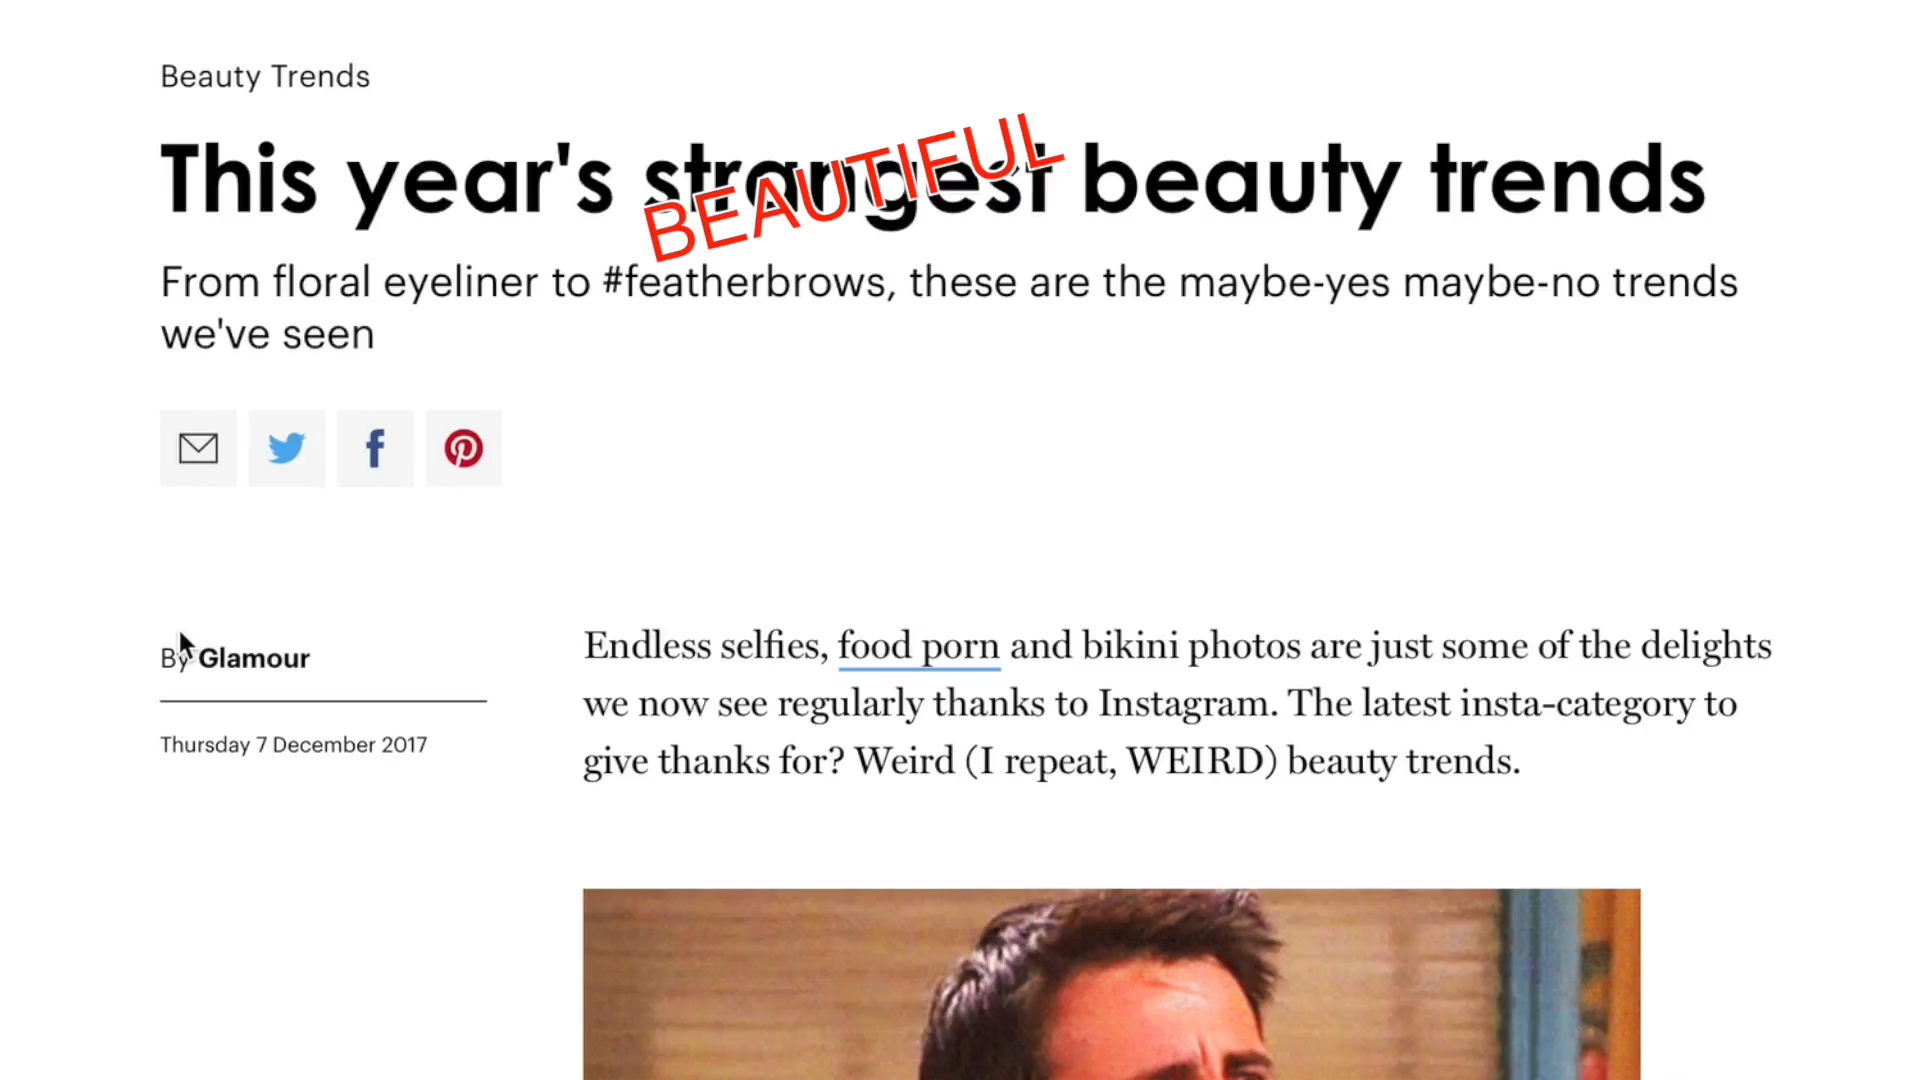 Beauty Trends
This year's strangest beauty trends
BEAUTIFUL
From floral eyeliner to #featherbrows, these are the maybe-yes maybe-no trends
we've seen
By Glamour
Thursday 7 December 2017
Endless selfies, food porn and bikini photos are just some of the delights
we now see regularly thanks to Instagram. The latest insta-category to
give thanks for? Weird (I repeat, WEIRD) beauty trends.